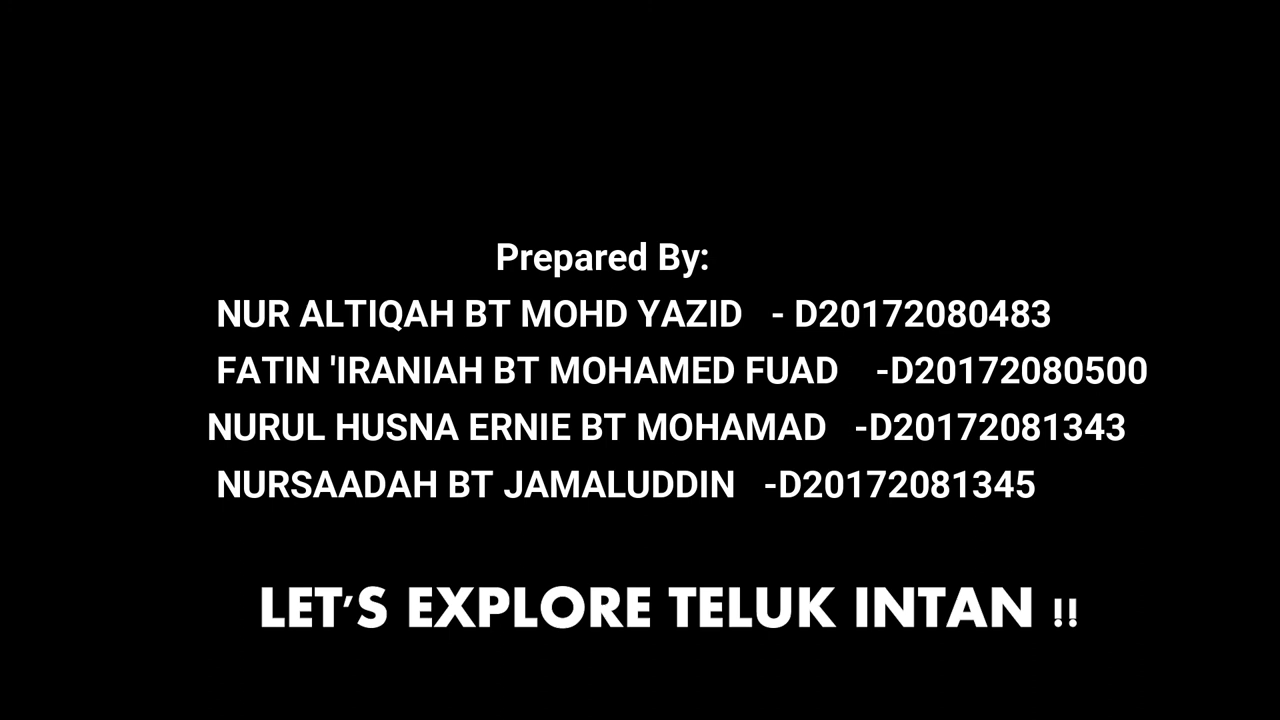 Prepared By:
NUR ALTIQAH BT MOHD YAZID - D20172080483
FATIN 'IRANIAH BT MOHAMED FUAD -D20172080500
NURUL HUSNA ERNIE BT MOHAMAD -D20172081343
NURSAADAH BT JAMALUDDIN -D20172081345
LET'S EXPLORE TELUK INTAN !!